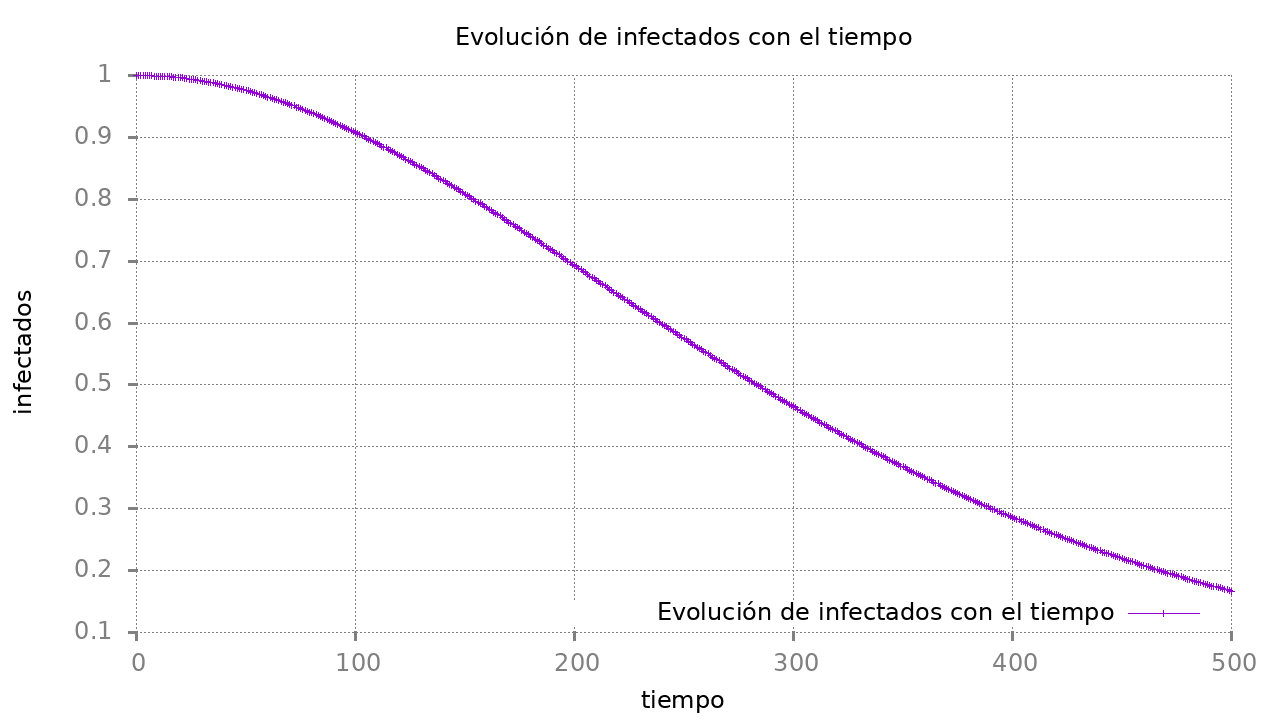 Evolución de infectados con el tiempo
1
0.9
0.8
0.7
0.6
0.5
0.4
0.3
0.2
0.1
infectados
Evolución de infectados con el tiempo
0 100 200 300 400 500
tiempo